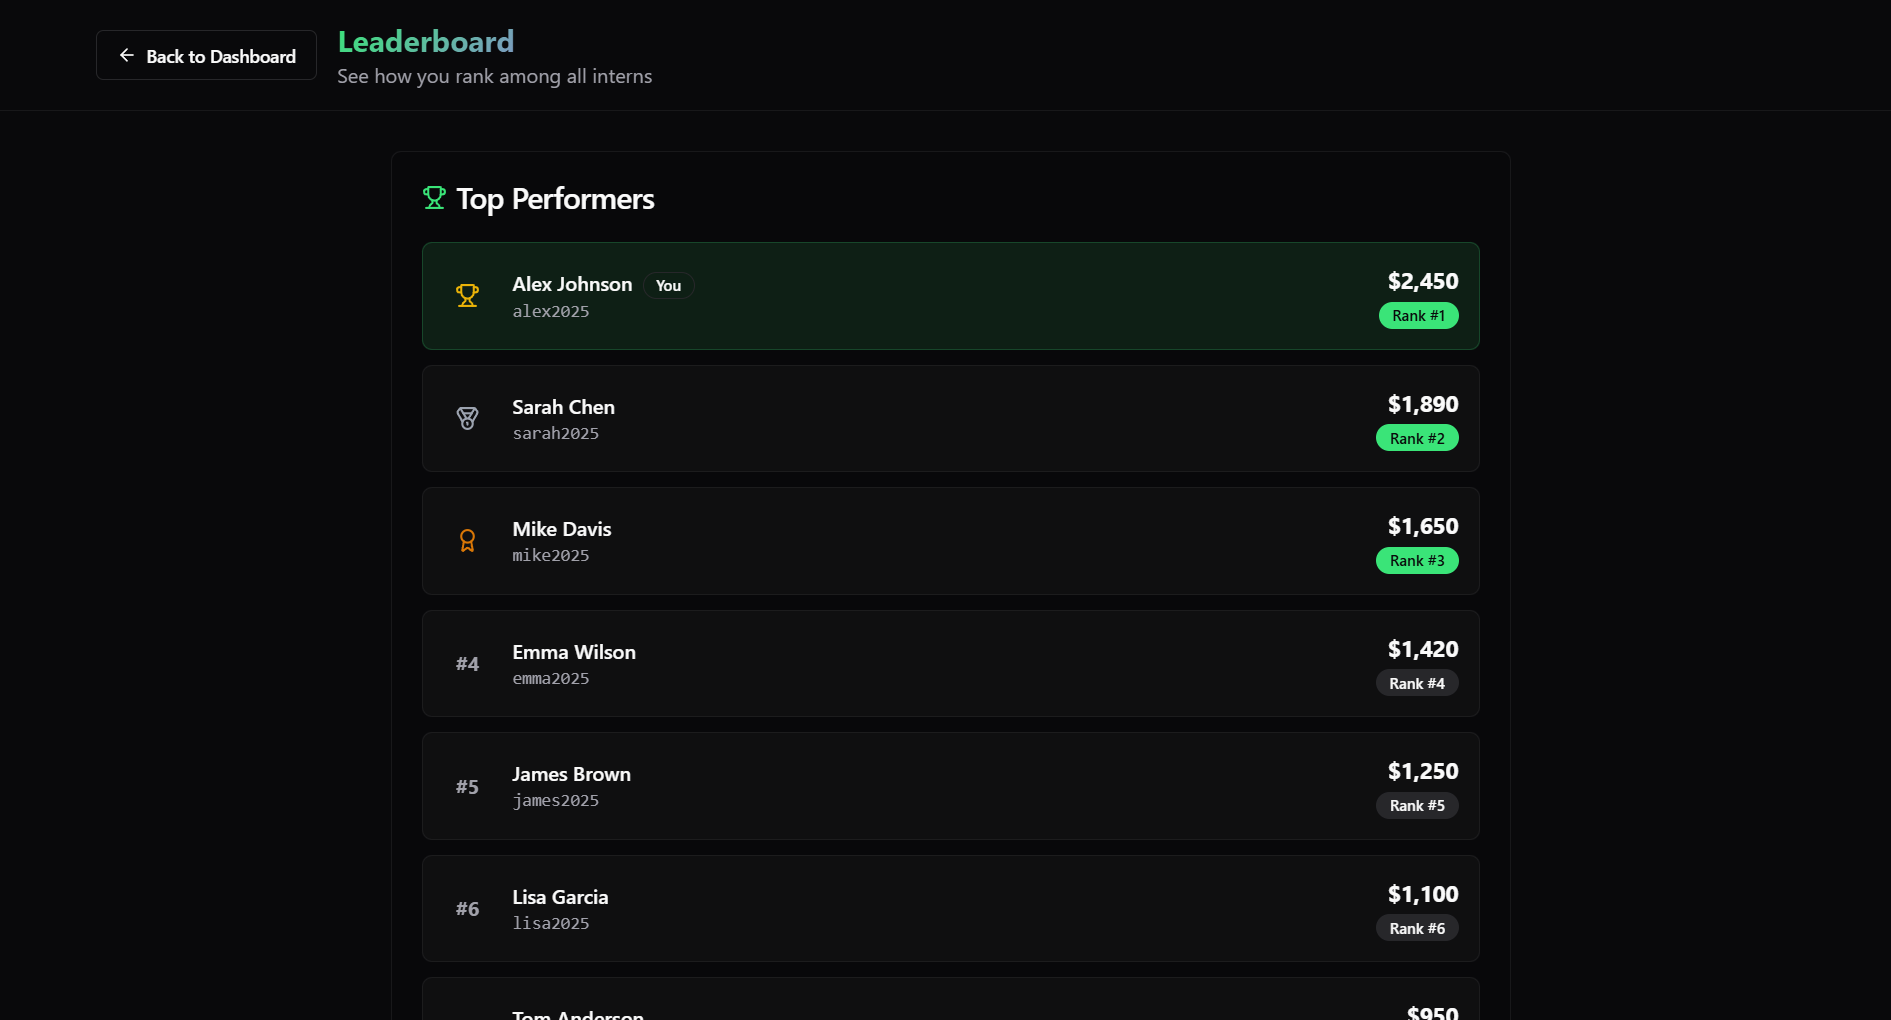 Back to Dashboard
Leaderboard
See how you rank among all interns
Top Performers
Alex Johnson You
alex2025
$2,450
Rank #1
Sarah Chen
sarah2025
$1,890
Rank #2
Mike Davis
mike2025
$1,650
Rank #3
#4
Emma Wilson
emma2025
$1,420
Rank #4
#5
James Brown
james2025
$1,250
Rank #5
#6
Lisa Garcia
lisa2025
$1,100
Rank #6
Tom Anderson
$950